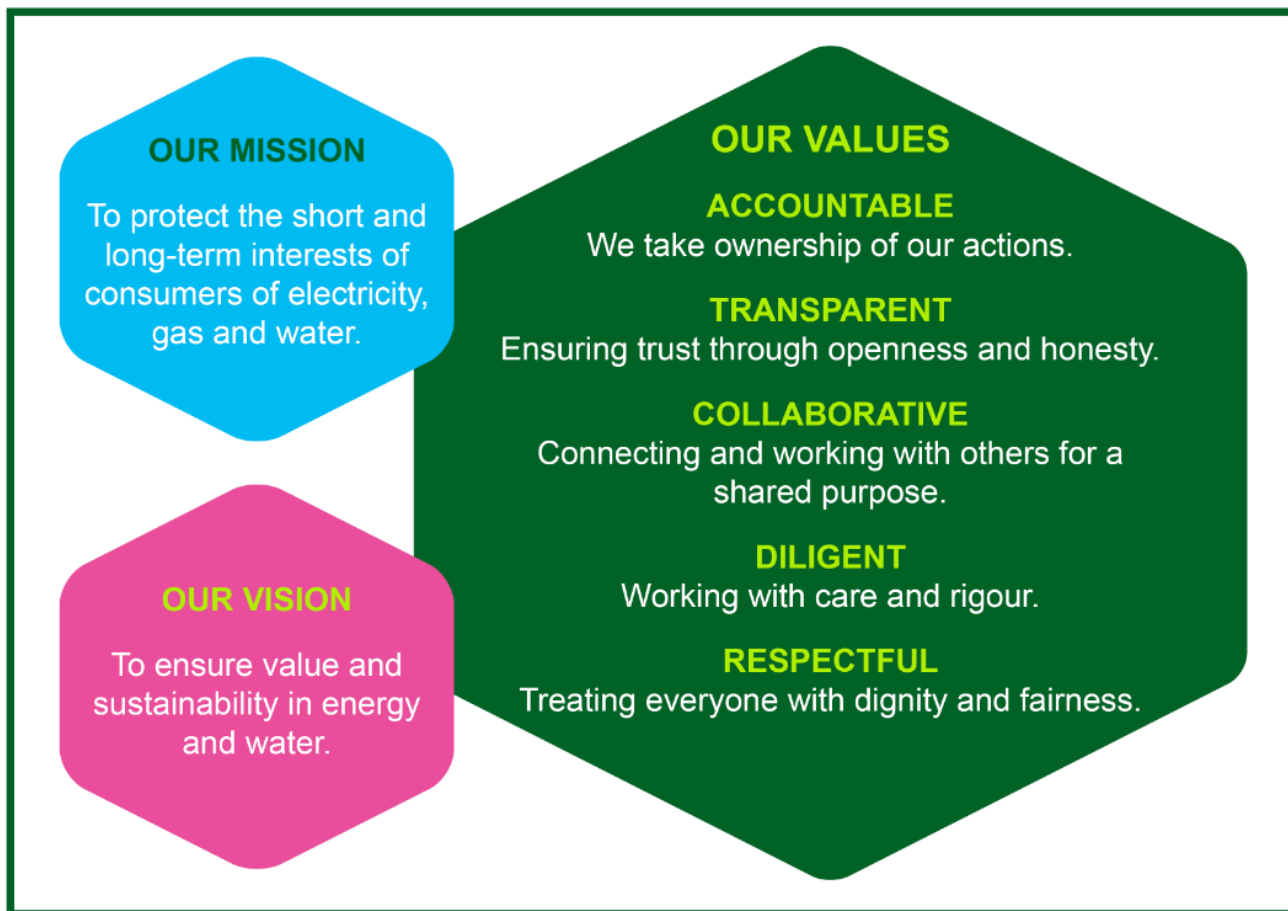 OUR MISSION
To protect the short and
long-term interests of
consumers of electricity,
gas and water.
OUR VISION
To ensure value and
sustainability in energy
and water.
OUR VALUES
ACCOUNTABLE
We take ownership of our actions.
TRANSPARENT
Ensuring trust through openness and honesty.
COLLABORATIVE
Connecting and working with others for a
shared purpose.
DILIGENT
Working with care and rigour.
RESPECTFUL
Treating everyone with dignity and fairness.